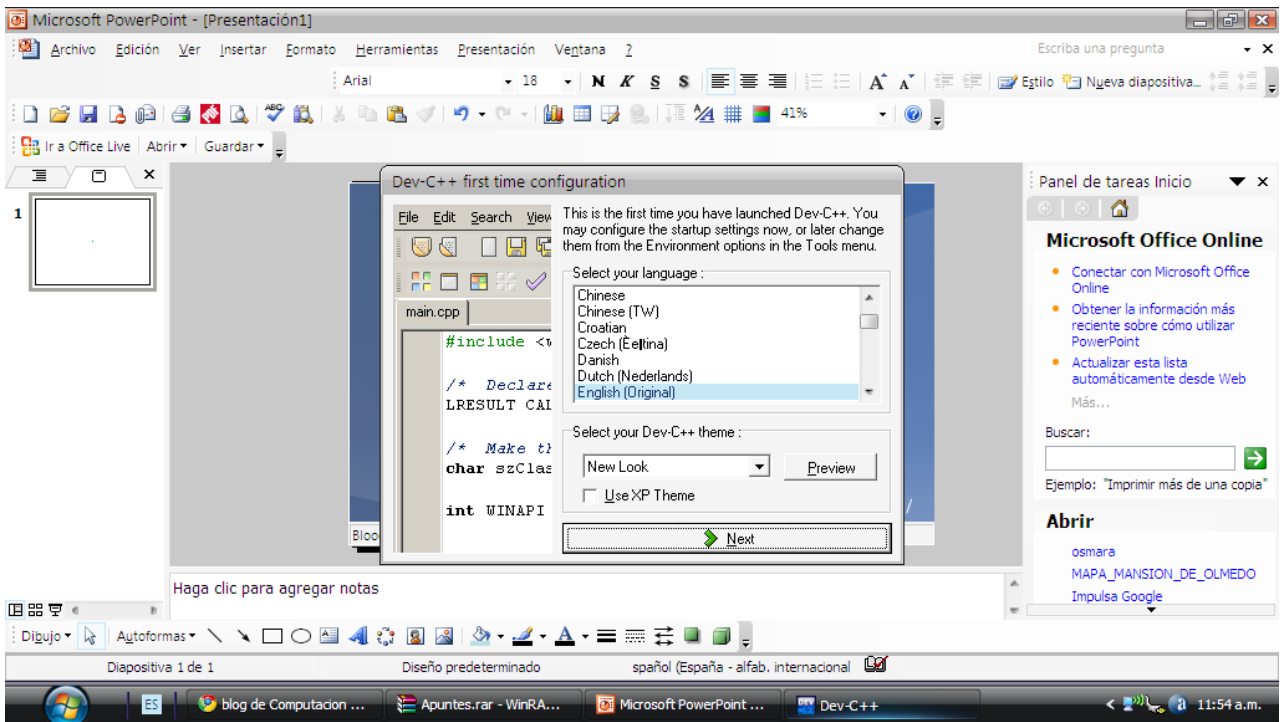 Microsoft PowerPoint - [Presentación1]
Archivo Edición Ver Insertar Formato Herramientas Presentación Ventana ?
Escriba una pregunta
Arial 18 N K S S Estilo Nueva diapositiva...
41%
Ir a Office Live Abrir Guardar
1
Dev-C++ first time configuration
File Edit Search View
main.cpp
#include <w
/* Declare
LRESULT CAL
/* Make th
char szClas
int WINAPI
This is the first time you have launched Dev-C++. You
may configure the startup settings now, or later change
them from the Environment options in the Tools menu.
Select your language :
Chinese
Chinese (TW)
Croatian
Czech (Èeština)
Danish
Dutch (Nederlands)
English (Original)
Select your Dev-C++ theme :
New Look
Preview
Use XP Theme
Next
Bloo
Panel de tareas Inicio
Microsoft Office Online
Conectar con Microsoft Office
Online
Obtener la información más
reciente sobre cómo utilizar
PowerPoint
Actualizar esta lista
automáticamente desde Web
Más...
Buscar:
Ejemplo: "Imprimir más de una copia"
Abrir
osmara
MAPA_MANSION_DE_OLMEDO
Impulsa Google
Haga clic para agregar notas
Dibujo Autoformas
Diapositiva 1 de 1 Diseño predeterminado spañol (España - alfab. internacional
ES blog de Computacion ... Apuntes.rar - WinRA... Microsoft PowerPoint ... Dev-C++ 11:54 a.m.